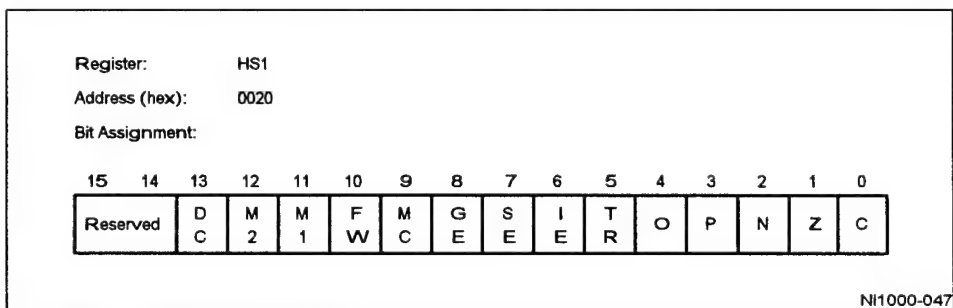 Register: HS1
Address (hex): 0020
Bit Assignment:
15 14 13 12 11 10 9 8 7 6 5 4 3 2 1 0
Reserved D C M 2 M 1 F W M C G E S E I E T R O P N Z C
NI1000-047